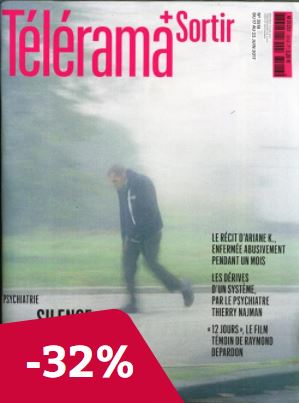 Télérama+Sortir
LE RÉCIT D'ARIANE K.,
ENFERMÉE ABUSIVEMENT
PENDANT UN MOIS
LES DÉRIVES
D'UN SYSTÈME,
PAR LE PSYCHIATRE
THIERRY NAJMAN
« 12 JOURS », LE FILM
TÉMOIN DE RAYMOND
DEPARDON
PSYCHIATRIE
SILENCE
-32%